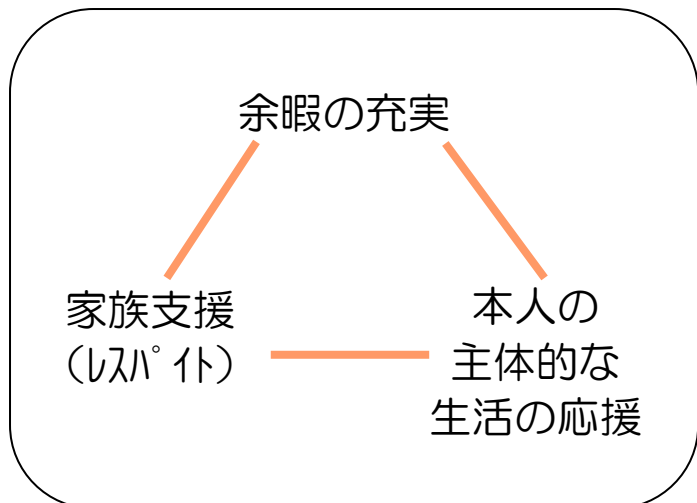 余暇の充実
家族支援
（ﾚｽﾊﾟｲﾄ）
本人の
主体的な
生活の応援